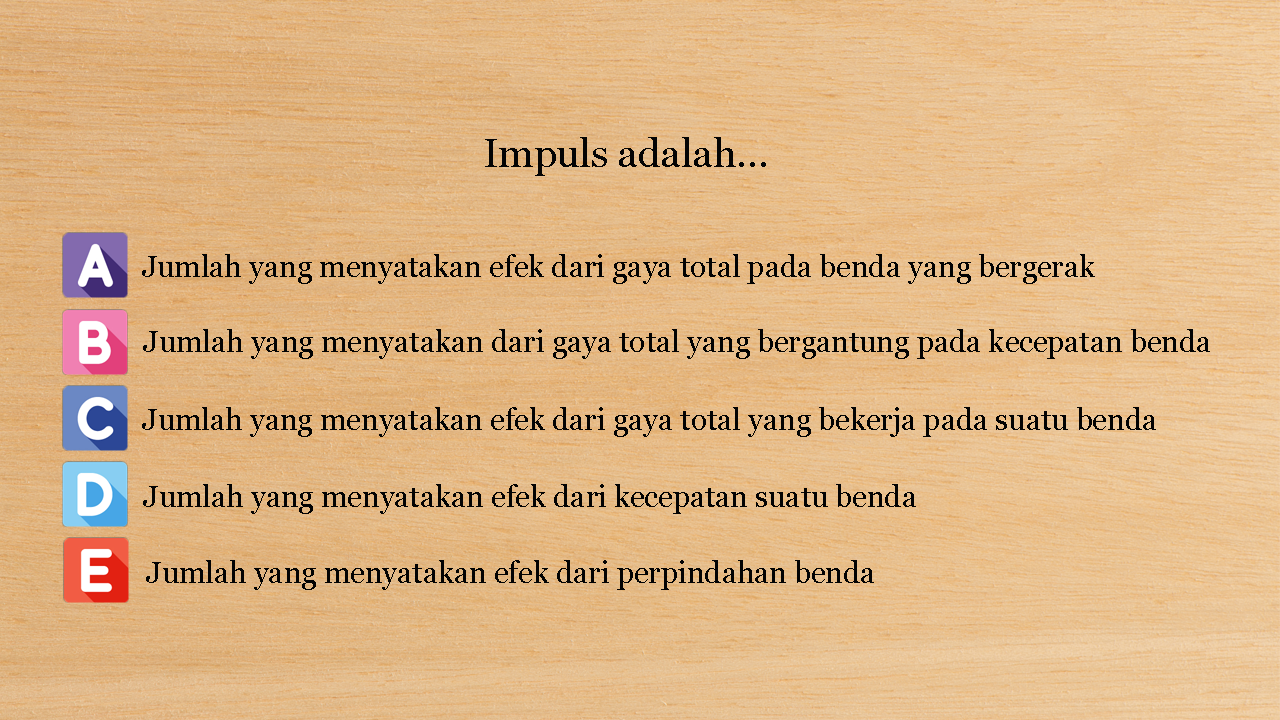 Impuls adalah...
A Jumlah yang menyatakan efek dari gaya total pada benda yang bergerak
B Jumlah yang menyatakan dari gaya total yang bergantung pada kecepatan benda
C Jumlah yang menyatakan efek dari gaya total yang bekerja pada suatu benda
D Jumlah yang menyatakan efek dari kecepatan suatu benda
E Jumlah yang menyatakan efek dari perpindahan benda